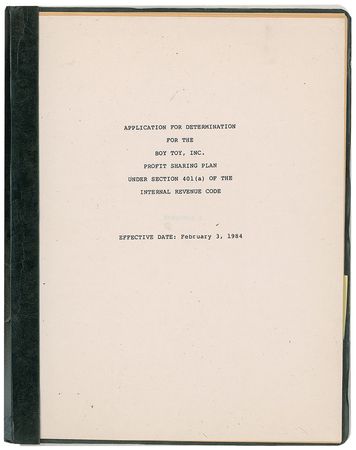 APPLICATION FOR DETERMINATION
FOR THE
BOY TOY, INC.
PROFIT SHARING PLAN
UNDER SECTION 401(a) OF THE
INTERNAL REVENUE CODE
EFFECTIVE DATE: February 3, 1984